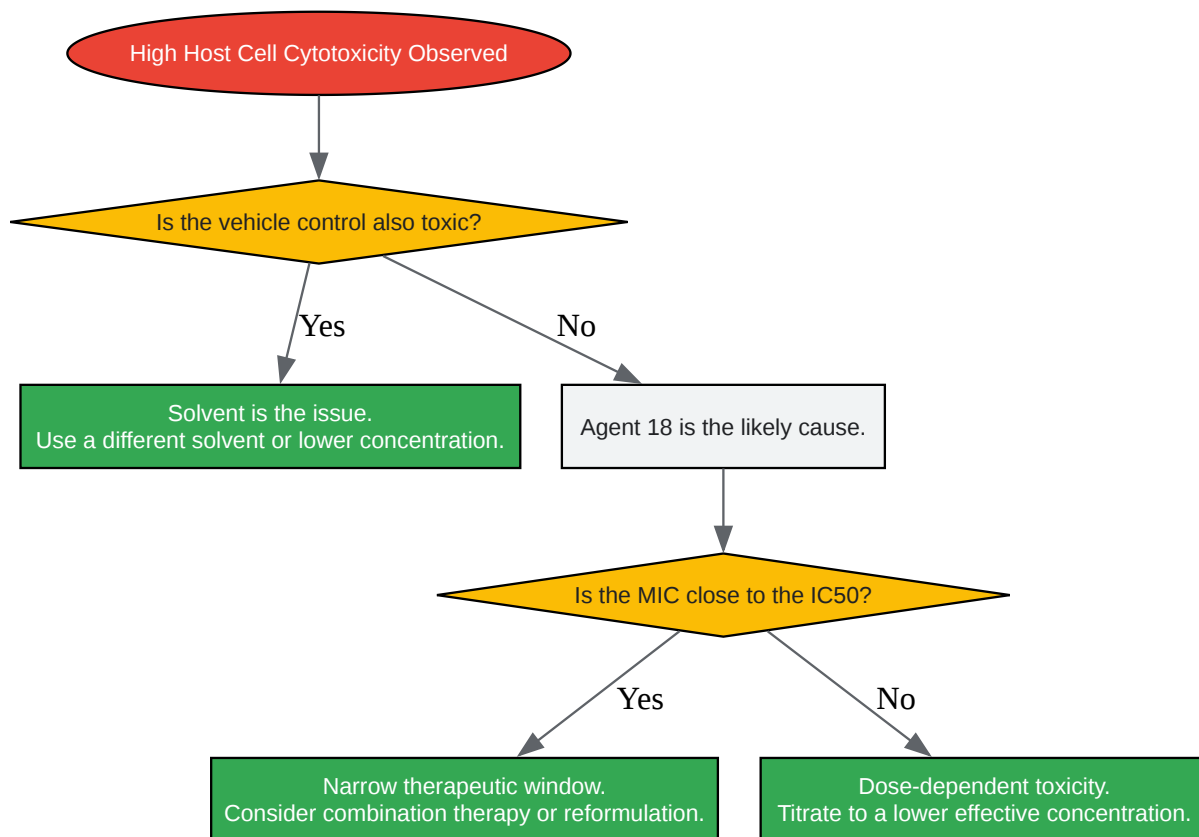 High Host Cell Cytotoxicity Observed
Is the vehicle control also toxic?
Yes
No
Solvent is the issue.
Use a different solvent or lower concentration.
Agent 18 is the likely cause.
Is the MIC close to the IC50?
Yes
No
Narrow therapeutic window.
Consider combination therapy or reformulation.
Dose-dependent toxicity.
Titrate to a lower effective concentration.